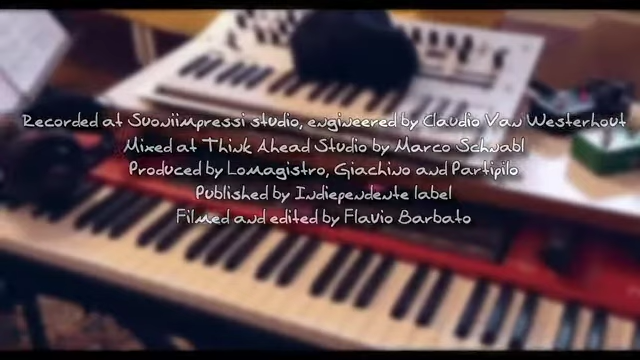 Recorded at Suoniimpressi studio, engineered by Claudio Van Westerhout
Mixed at Think Ahead Studio by Marco Schnabl
Produced by LoMagistro, Giachino and Partipilo
Published by Indiependente label
Filmed and edited by Flavio Barbato